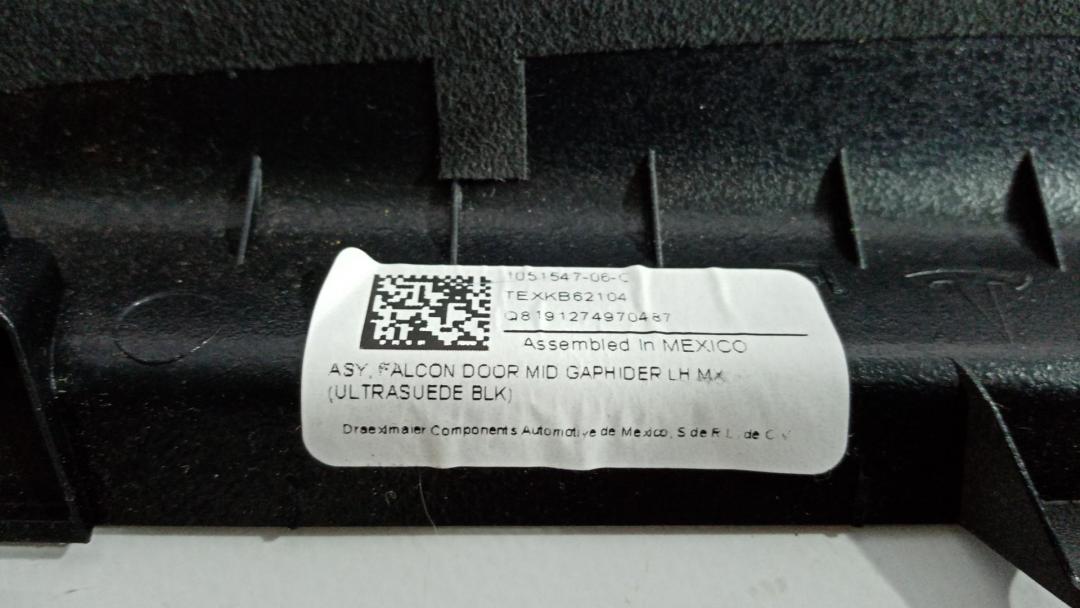 1051547-06-C
TEXKB62104
Q8191274970487
Assembled In MEXICO
ASY, FALCON DOOR MID GAPHIDER LH MX
(ULTRASUEDE BLK)
Draexlmaier Components Automotive de Mexico, S de R L. de C V